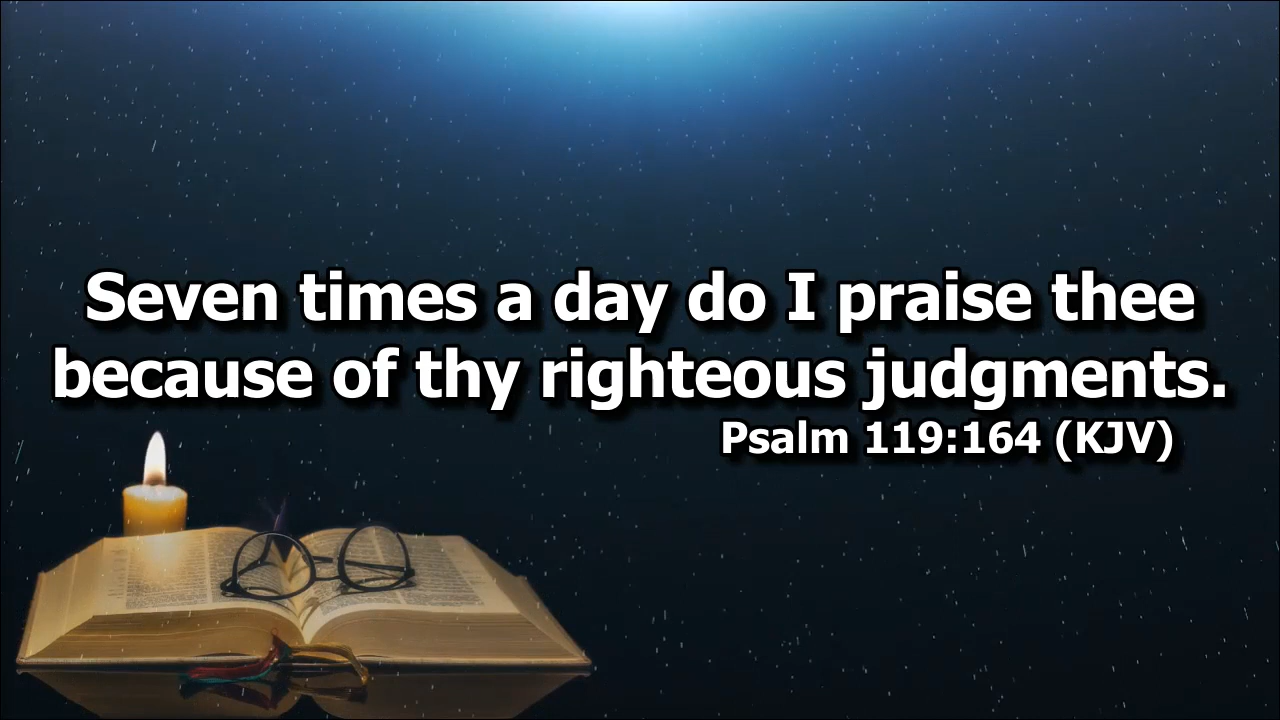 Seven times a day do I praise thee
because of thy righteous judgments.
Psalm 119:164 (KJV)